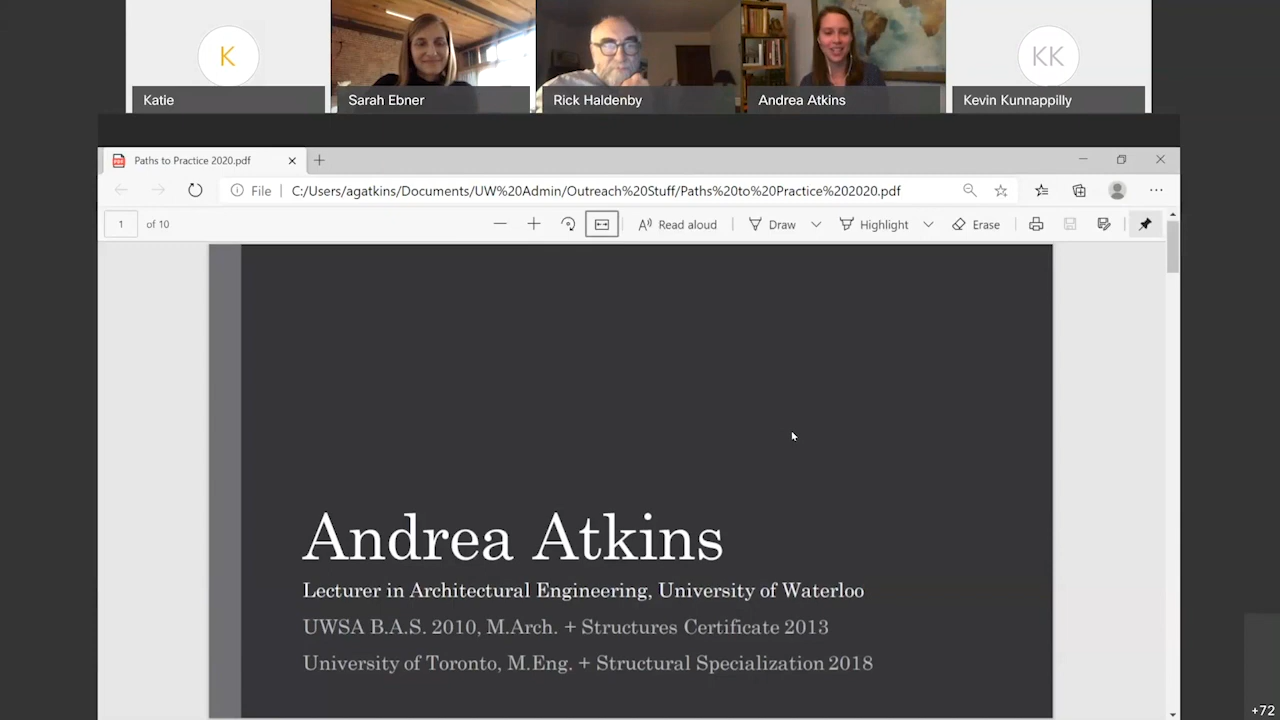 K
KK
Katie
Sarah Ebner
Rick Haldenby
Andrea Atkins
Kevin Kunnappilly
Paths to Practice 2020.pdf
File
C:/Users/agatkins/Documents/UW%20Admin/Outreach%20Stuff/Paths%20to%20Practice%202020.pdf
1 of 10
Read aloud
Draw
Highlight
Erase
Andrea Atkins
Lecturer in Architectural Engineering, University of Waterloo
UWSA B.A.S. 2010, M.Arch. + Structures Certificate 2013
University of Toronto, M.Eng. + Structural Specialization 2018
+72